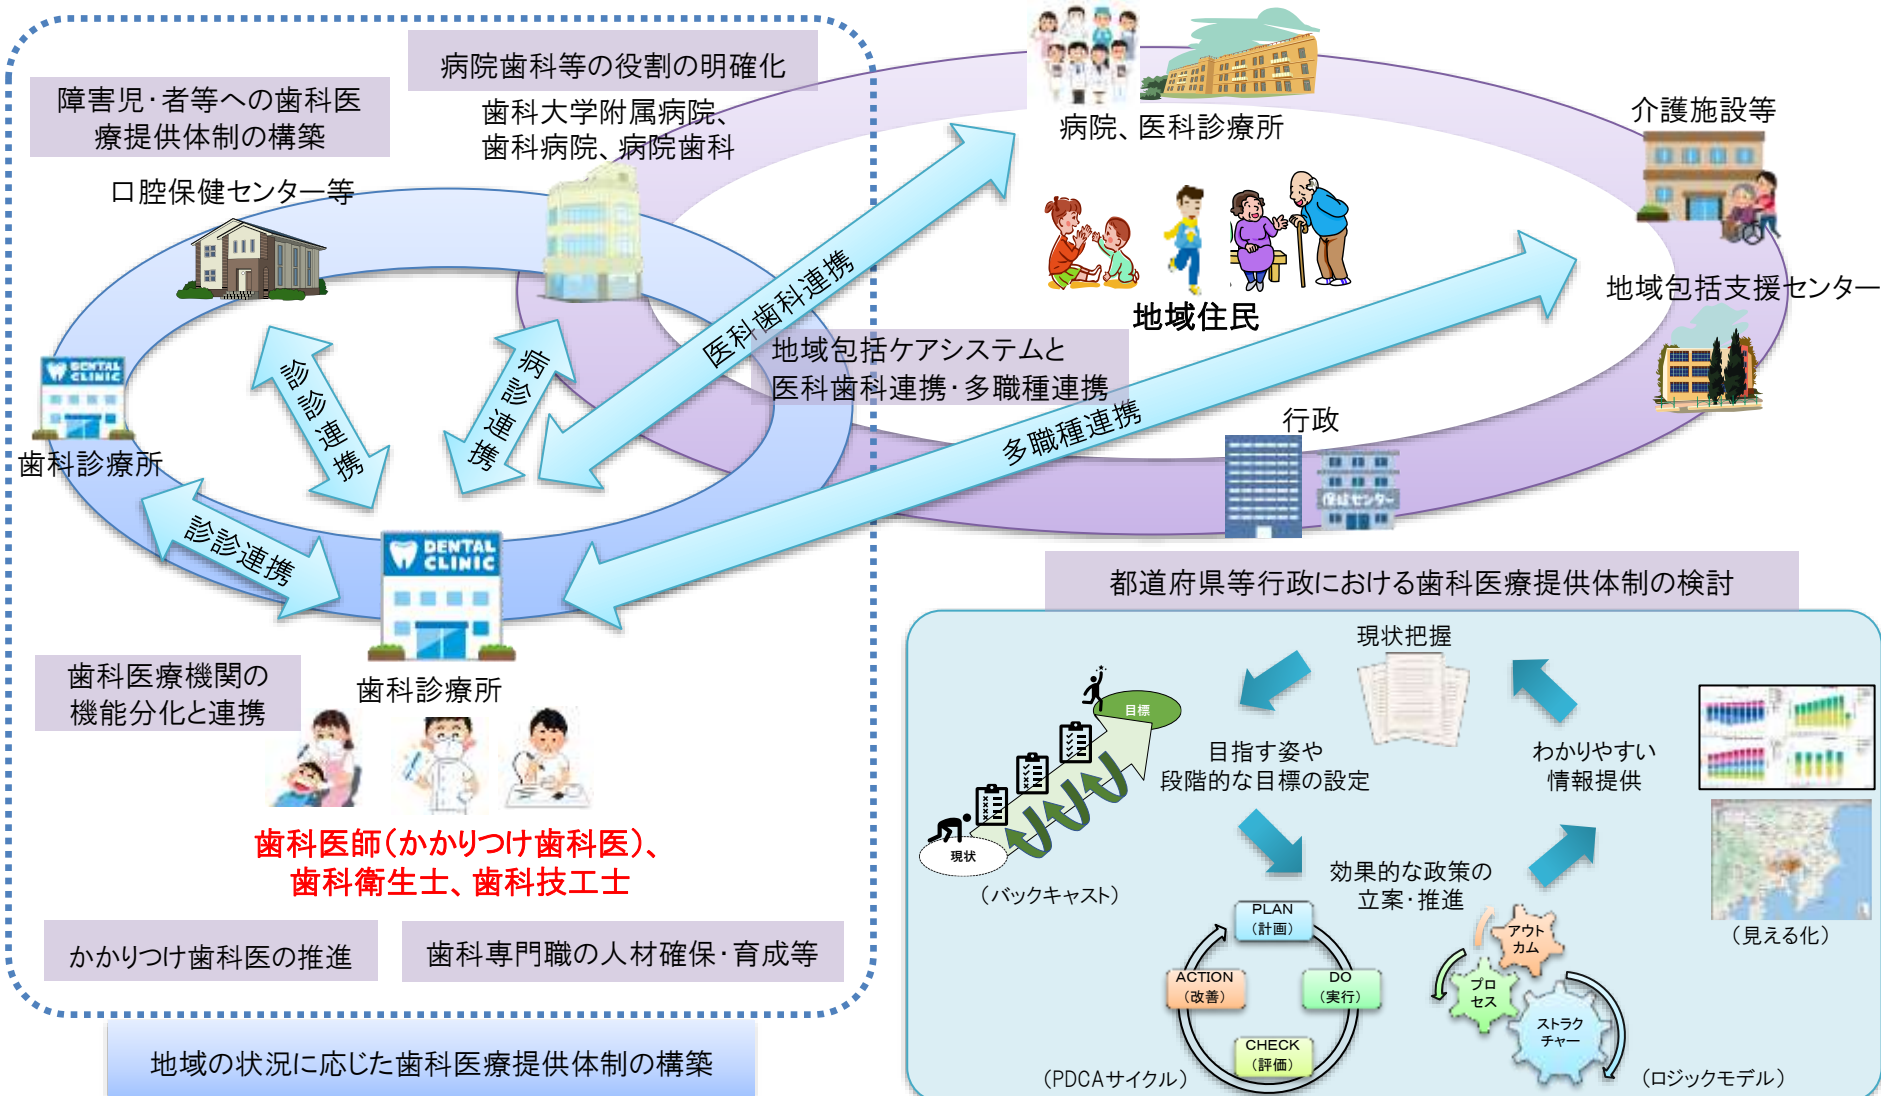 病院歯科等の役割の明確化
障害児・者等への歯科医
療提供体制の構築
歯科大学附属病院、
歯科病院、病院歯科
口腔保健センター等
病院、医科診療所
介護施設等
地域包括支援センター
地域住民
医科歯科連携
地域包括ケアシステムと
医科歯科連携・多職種連携
多職種連携
行政
保健センター
診診連携
病診連携
DENTAL
CLINIC
歯科診療所
診診連携
DENTAL
CLINIC
歯科診療所
歯科医療機関の
機能分化と連携
歯科医師(かかりつけ歯科医)、
歯科衛生士、歯科技工士
かかりつけ歯科医の推進
歯科専門職の人材確保・育成等
地域の状況に応じた歯科医療提供体制の構築
都道府県等行政における歯科医療提供体制の検討
現状把握
目標
現状
(バックキャスト)
目指す姿や
段階的な目標の設定
わかりやすい
情報提供
(見える化)
効果的な政策の
立案・推進
PLAN
(計画)
DO
(実行)
CHECK
(評価)
ACTION
(改善)
(PDCAサイクル)
アウト
カム
プロ
セス
ストラク
チャー
(ロジックモデル)